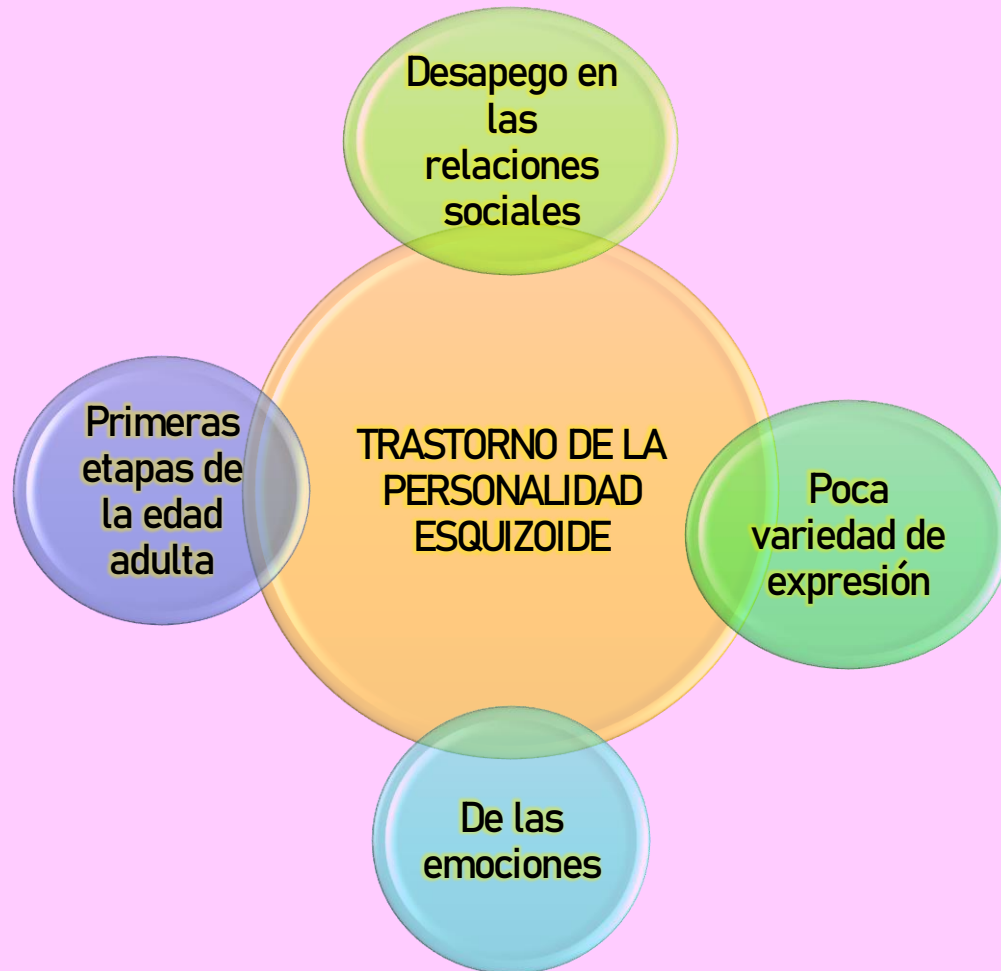 Desapego en
las
relaciones
sociales
TRASTORNO DE LA
PERSONALIDAD
ESQUIZOIDE
Poca
variedad de
expresión
De las
emociones
Primeras
etapas de
la edad
adulta